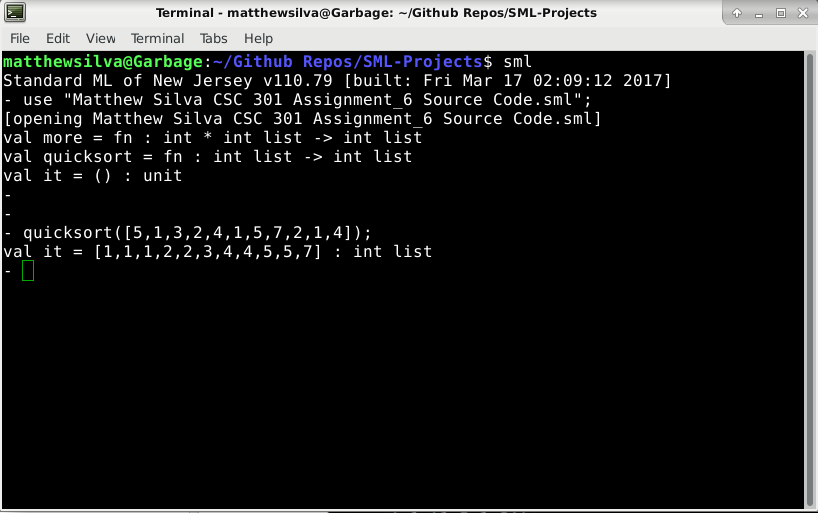 Terminal - matthewsilva@Garbage: ~/Github Repos/SML-Projects
File Edit View Terminal Tabs Help
matthewsilva@Garbage:~/Github Repos/SML-Projects$ sml
Standard ML of New Jersey v110.79 [built: Fri Mar 17 02:09:12 2017]
- use "Matthew Silva CSC 301 Assignment_6 Source Code.sml";
[opening Matthew Silva CSC 301 Assignment_6 Source Code.sml]
val more = fn : int * int list -> int list
val quicksort = fn : int list -> int list
val it = () : unit
-
-
- quicksort([5,1,3,2,4,1,5,7,2,1,4]);
val it = [1,1,1,2,2,3,4,4,5,5,7] : int list
-